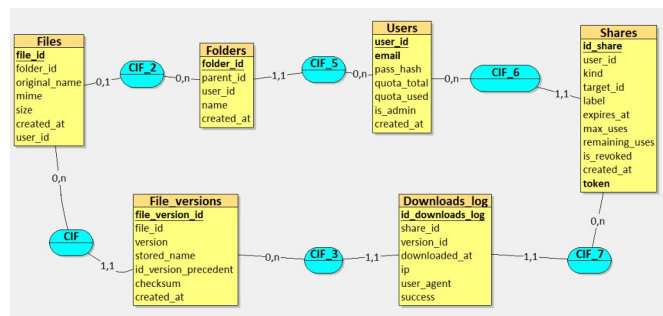 Files
file_id
folder_id
original_name
mime
size
created_at
user_id
0,1
CIF_2
0,n
Folders
folder_id
parent_id
user_id
name
created_at
1,1
CIF_5
0,n
Users
user_id
email
pass_hash
quota_total
quota_used
is_admin
created_at
0,n
CIF_6
1,1
Shares
id_share
user_id
kind
target_id
label
expires_at
max_uses
remaining_uses
is_revoked
created_at
token
0,n
CIF
1,1
File_versions
file_version_id
file_id
version
stored_name
id_version_precedent
checksum
created_at
0,n
CIF_3
1,1
Downloads_log
id_downloads_log
share_id
version_id
downloaded_at
ip
user_agent
success
1,1
CIF_7
0,n